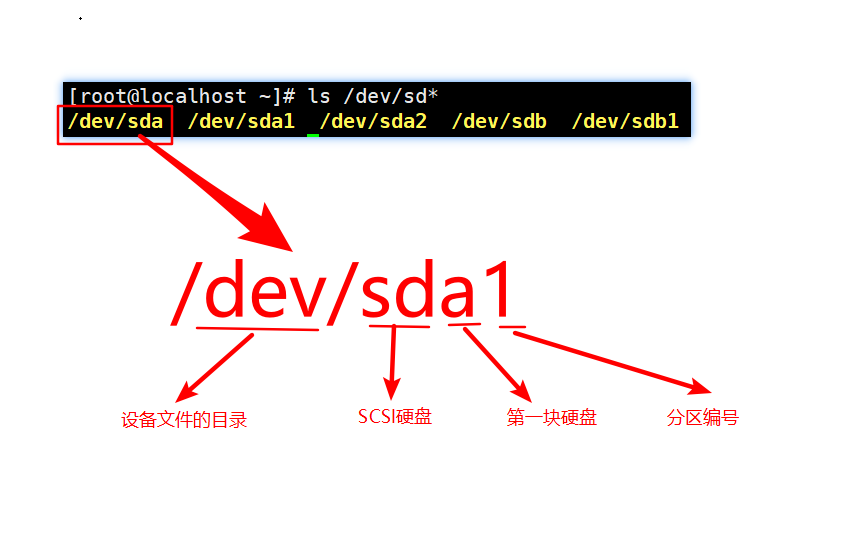 [root@localhost ~]# ls /dev/sd*
/dev/sda /dev/sda1 /dev/sda2 /dev/sdb /dev/sdb1
/dev/sda1
设备文件的目录 SCSI硬盘 第一块硬盘 分区编号